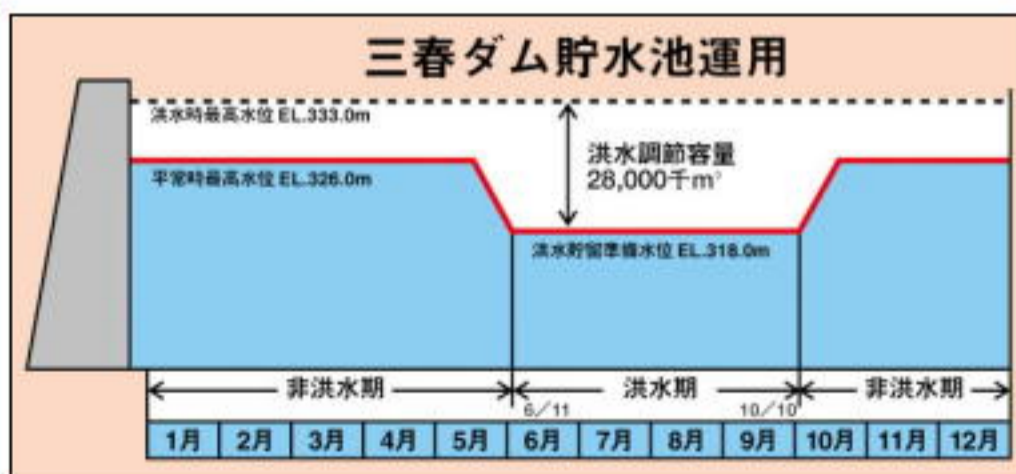 三春ダム貯水池運用
洪水時最高水位 EL.333.0m
洪水調節容量
28,000千m³
平常時最高水位 EL.326.0m
洪水貯留準備水位 EL.318.0m
非洪水期
洪水期
非洪水期
6/11
10/10
1月 2月 3月 4月 5月 6月 7月 8月 9月 10月 11月 12月